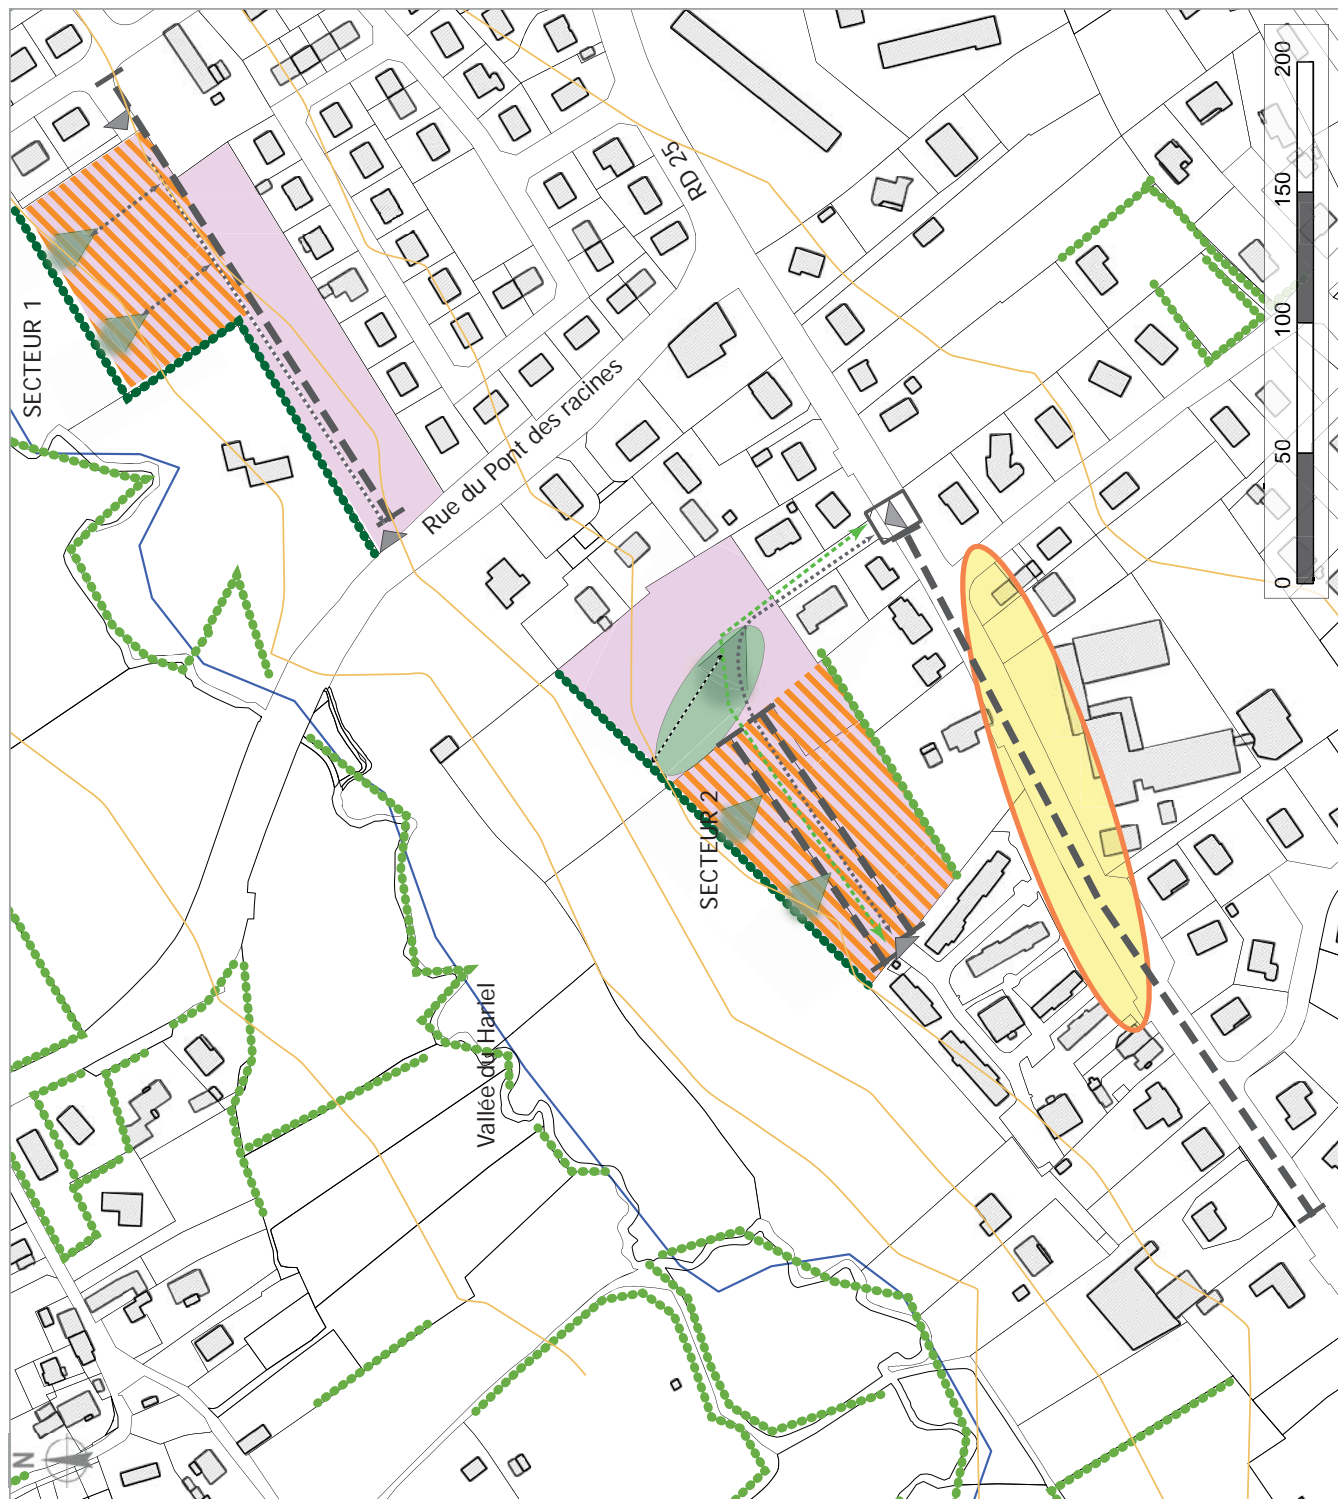 SECTEUR 1
RD 25
Rue du Pont des racines
SECTEUR 2
Vallée du Harlel
0 50 100 150 200
N